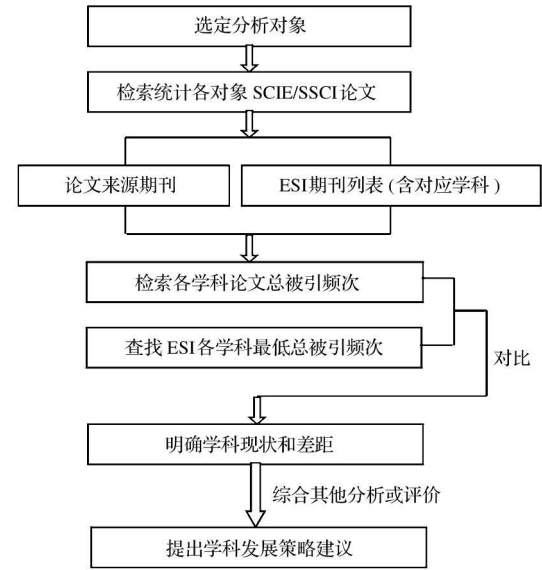 选定分析对象
检索统计各对象 SCIE/SSCI 论文
论文来源期刊
ESI期刊列表 (含对应学科 )
检索各学科论文总被引频次
查找 ESI各学科最低总被引频次
对比
明确学科现状和差距
综合其他分析或评价
提出学科发展策略建议